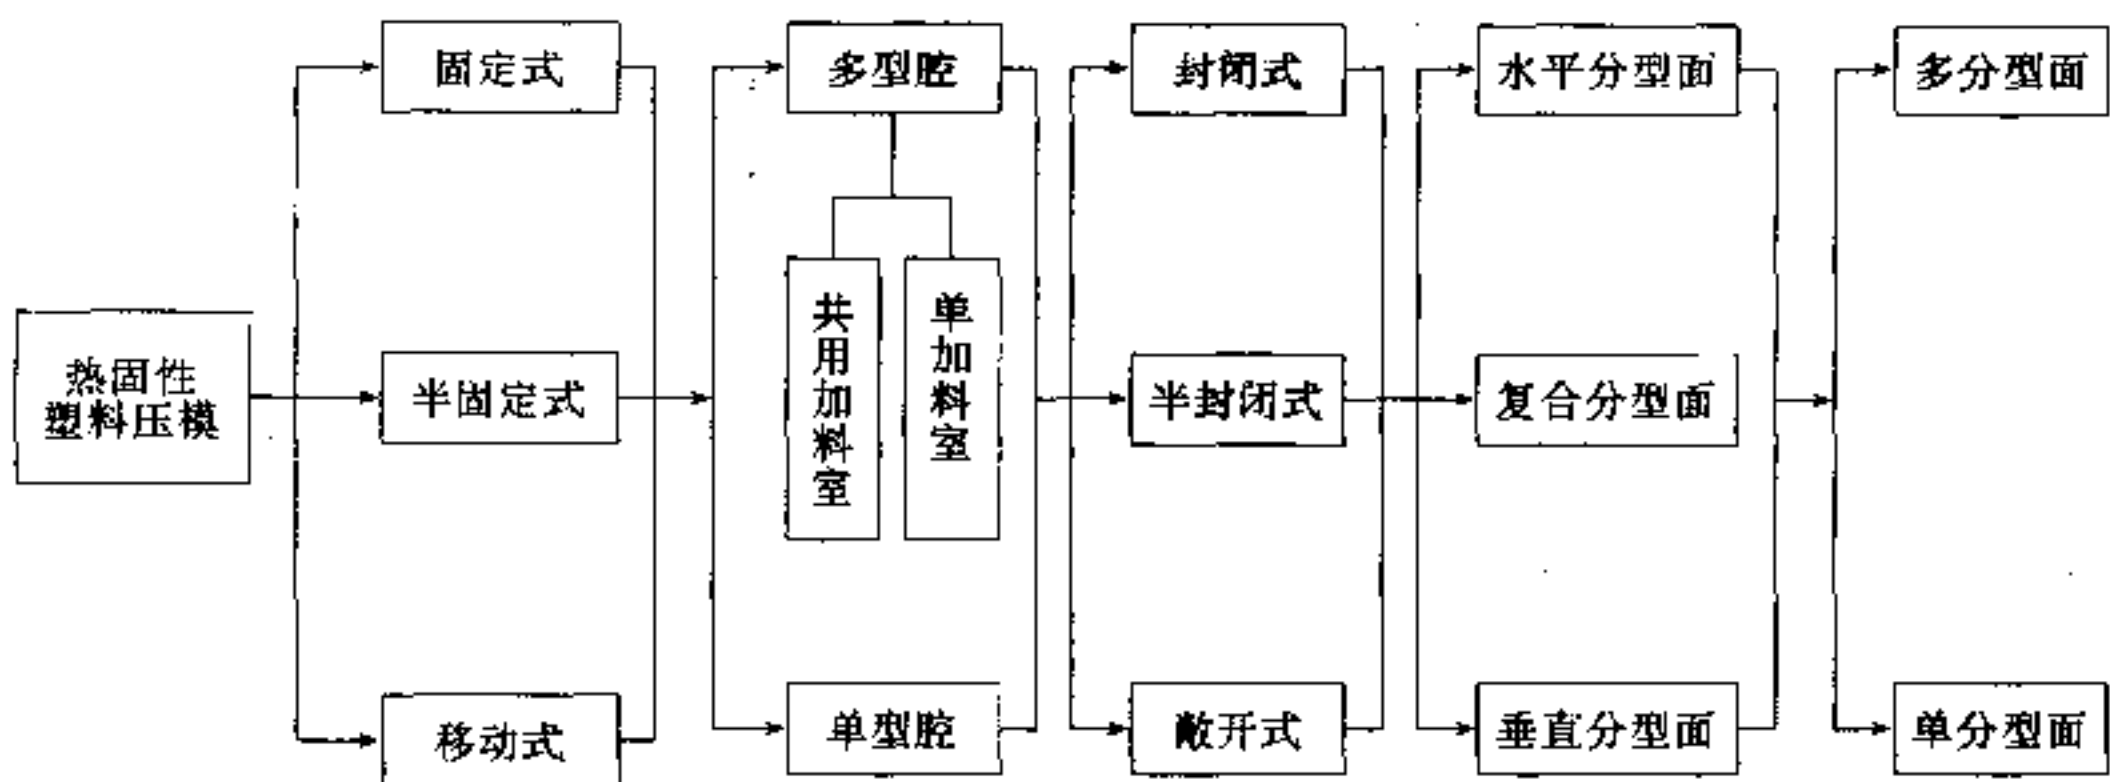 固定式
多型腔
封闭式
水平分型面
多分型面
共用加料室
单加料室
热固性
塑料压模
半固定式
半封闭式
复合分型面
移动式
单型腔
敞开式
垂直分型面
单分型面